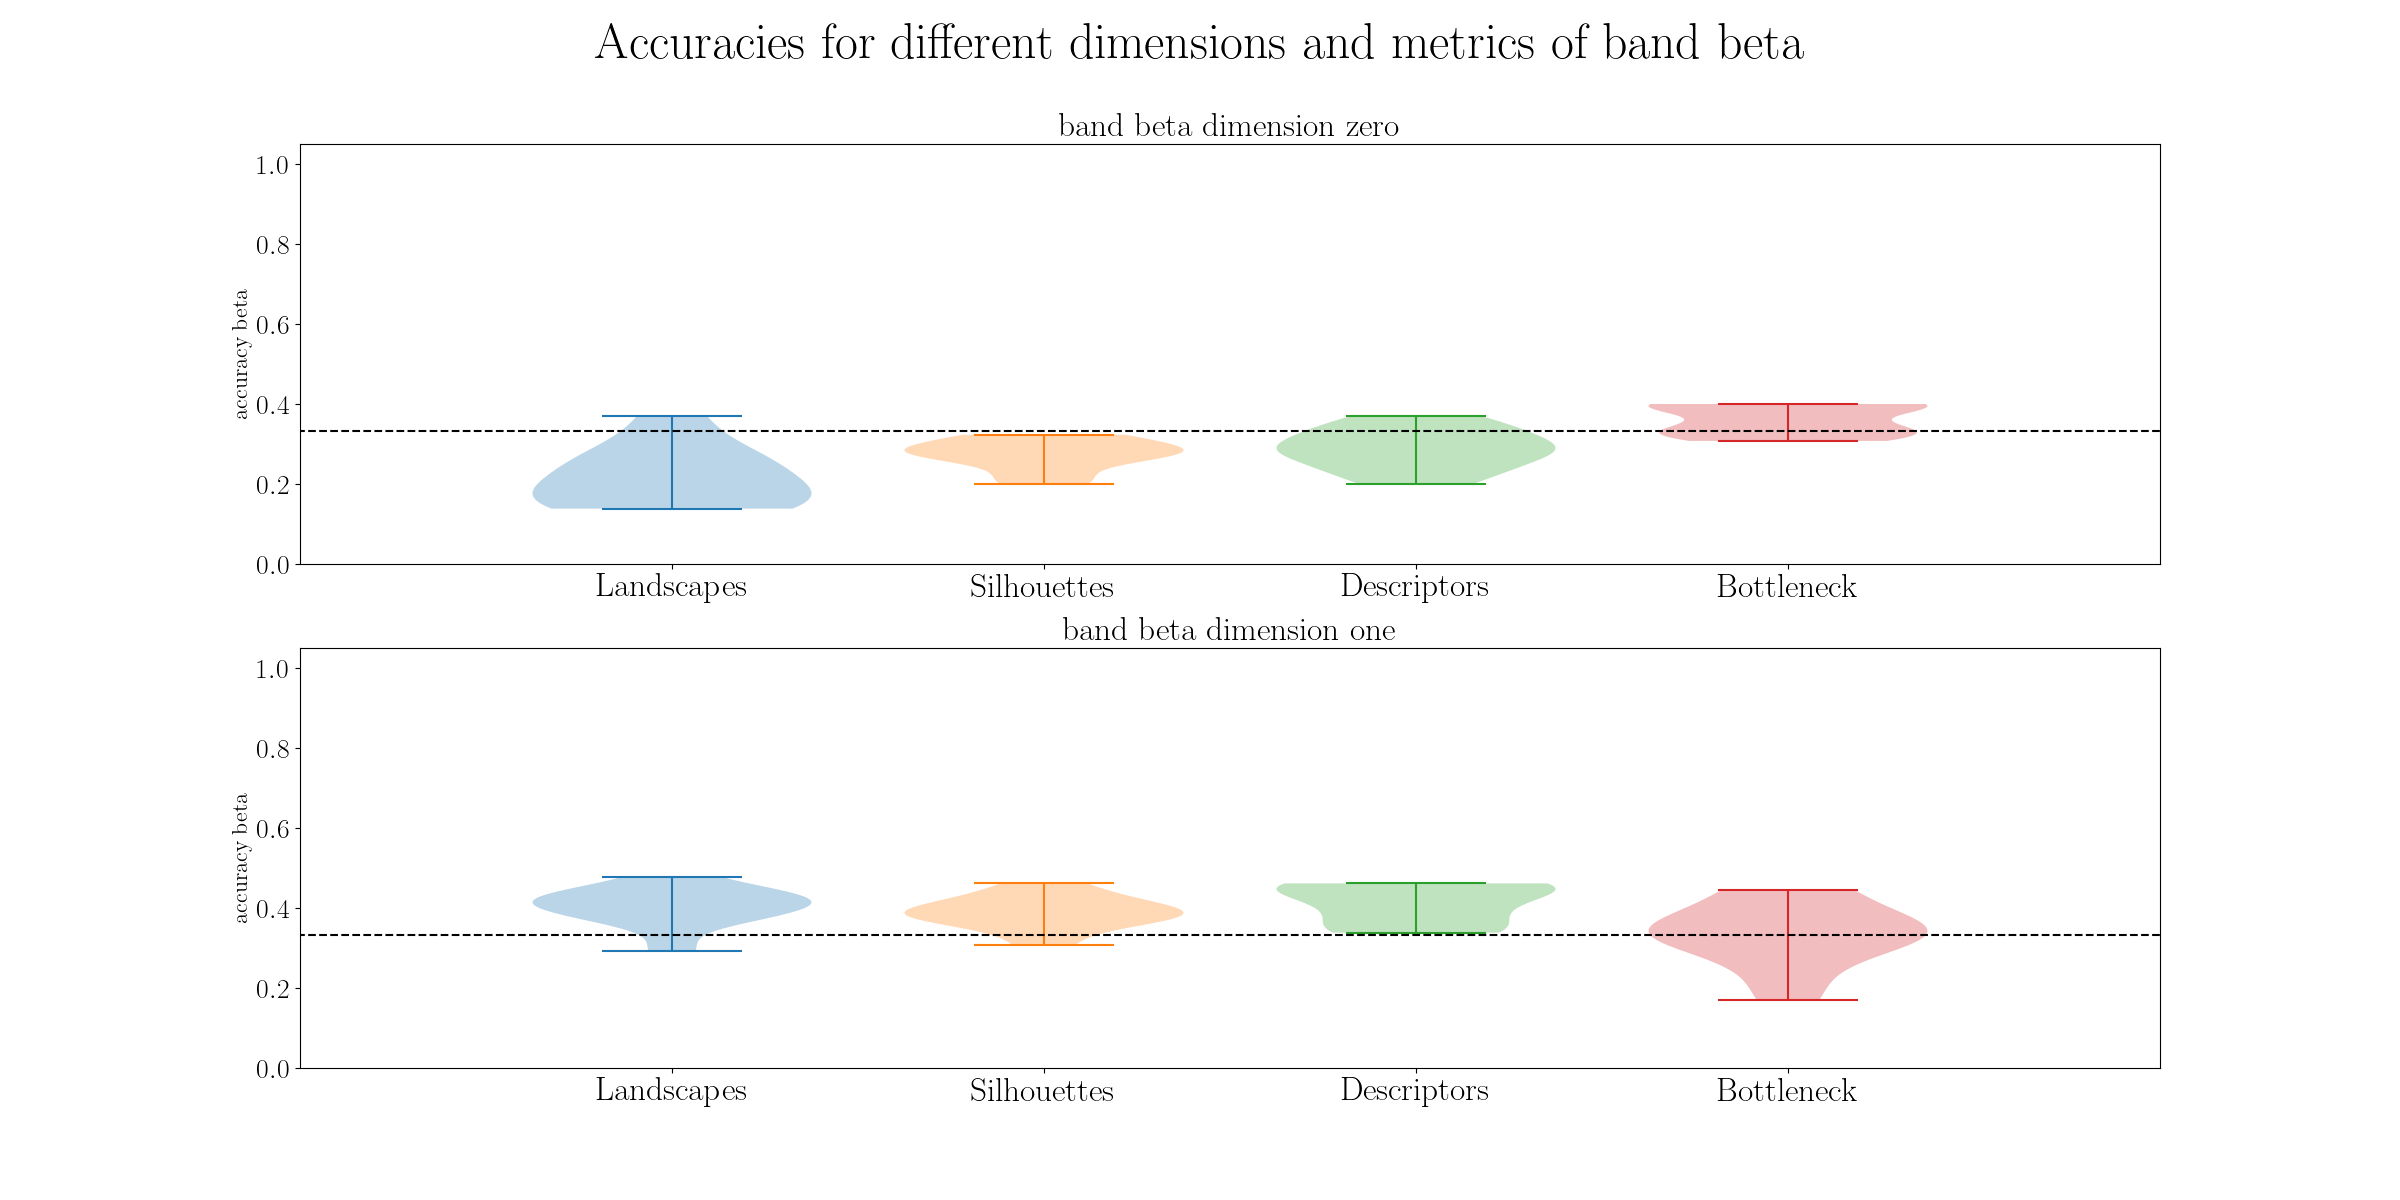 Accuracies for different dimensions and metrics of band beta
band beta dimension zero
accuracy beta
1.0
0.8
0.6
0.4
0.2
0.0
Landscapes Silhouettes Descriptors Bottleneck
band beta dimension one
accuracy beta
1.0
0.8
0.6
0.4
0.2
0.0
Landscapes Silhouettes Descriptors Bottleneck